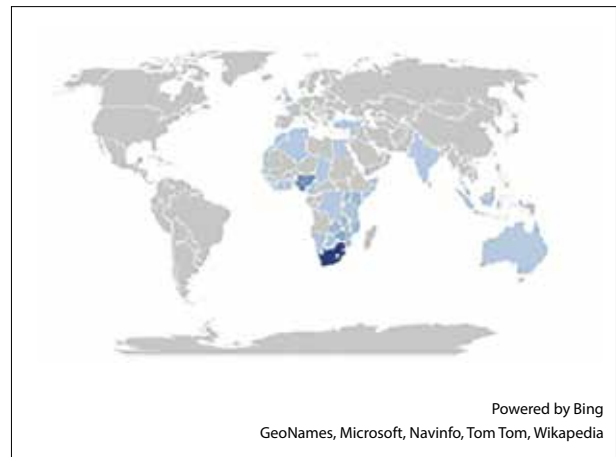 Powered by Bing
GeoNames, Microsoft, Navinfo, Tom Tom, Wikapedia